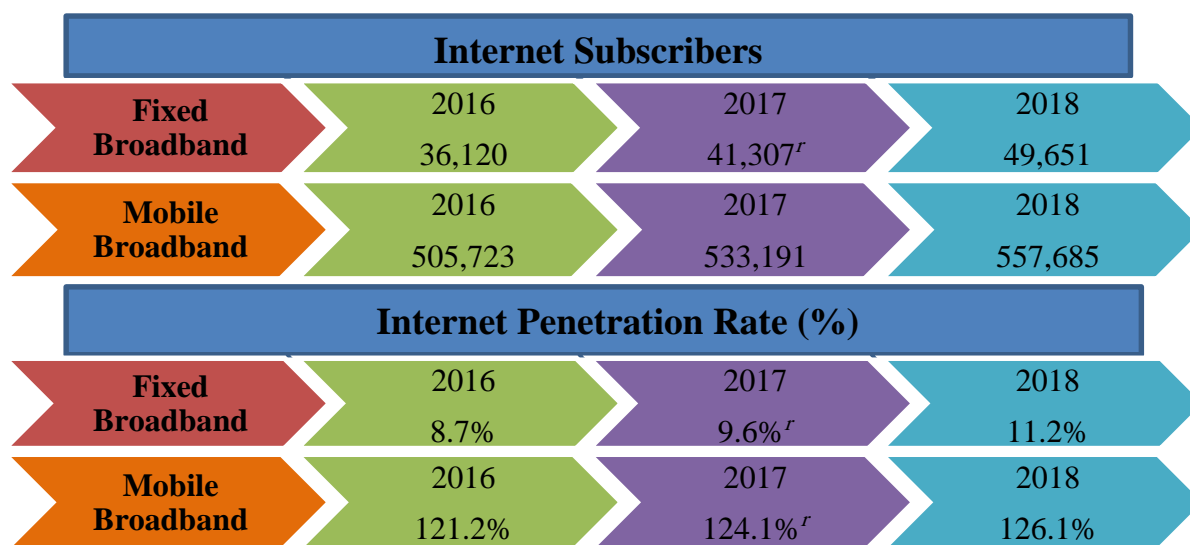 Internet Subscribers
Fixed
Broadband
2016
36,120
2017
41,307r
2018
49,651
Mobile
Broadband
2016
505,723
2017
533,191
2018
557,685
Internet Penetration Rate (%)
Fixed
Broadband
2016
8.7%
2017
9.6%r
2018
11.2%
Mobile
Broadband
2016
121.2%
2017
124.1%r
2018
126.1%